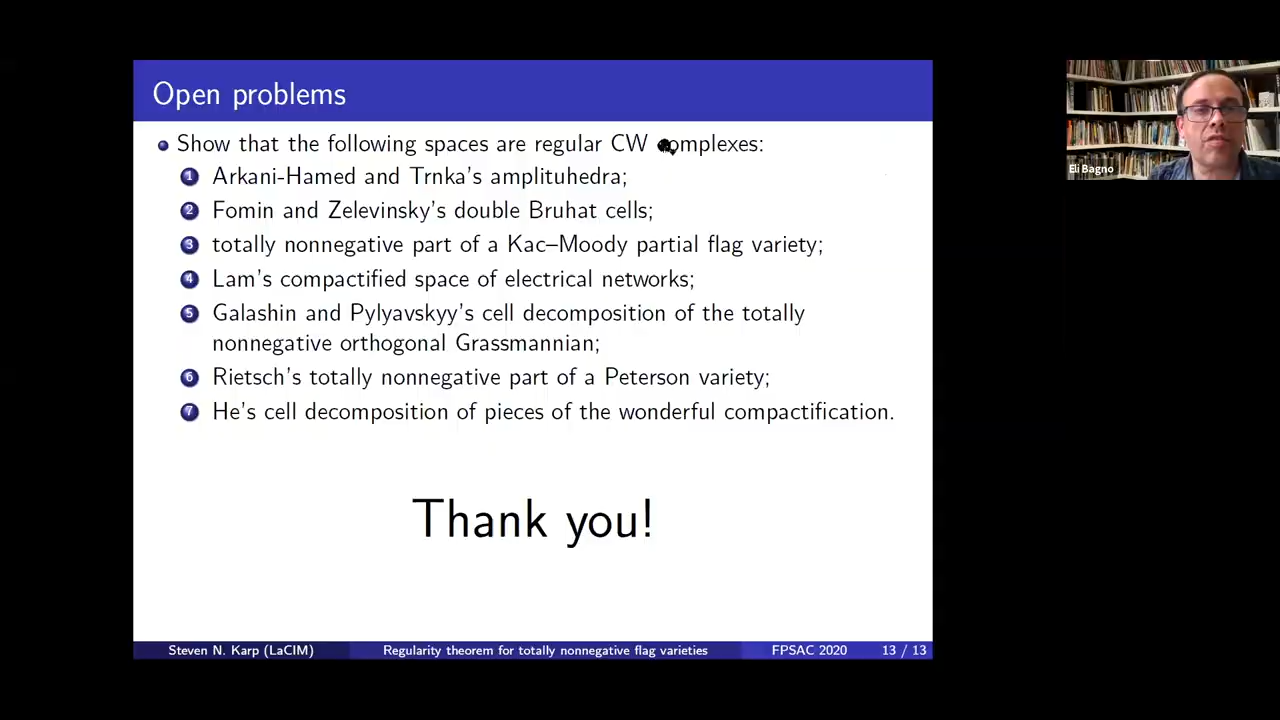 Open problems
Show that the following spaces are regular CW complexes:
1 Arkani-Hamed and Trnka's amplituhedra;
2 Fomin and Zelevinsky's double Bruhat cells;
3 totally nonnegative part of a Kac–Moody partial flag variety;
4 Lam's compactified space of electrical networks;
5 Galashin and Pylyavskyy's cell decomposition of the totally
nonnegative orthogonal Grassmannian;
6 Rietsch's totally nonnegative part of a Peterson variety;
7 He's cell decomposition of pieces of the wonderful compactification.
Thank you!
Steven N. Karp (LaCIM) Regularity theorem for totally nonnegative flag varieties FPSAC 2020 13 / 13
Eli Bagno